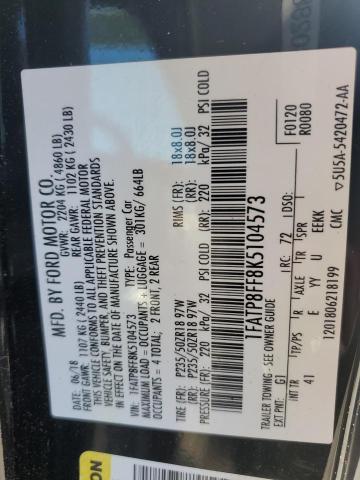 MFD. BY FORD MOTOR CO.
DATE: 06/18 GVWR: 2204 KG (4860 LB)
FRONT GAWR: 1107 KG (2440 LB) REAR GAWR: 1102 KG (2430 LB)
THIS VEHICLE CONFORMS TO ALL APPLICABLE FEDERAL MOTOR
VEHICLE SAFETY, BUMPER, AND THEFT PREVENTION STANDARDS
IN EFFECT ON THE DATE OF MANUFACTURE SHOWN ABOVE.
VIN: 1FATP8FF8K5104573 TYPE: Passenger Car
MAXIMUM LOAD = OCCUPANTS + LUGGAGE = 301KG/ 664LB
OCCUPANTS = 4 TOTAL: 2 FRONT, 2 REAR
TIRE (FR): P235/50ZR18 97W RIMS (FR): 18x8.0J
(RR): P235/50ZR18 97W (RR): 18x8.0J
PRESSURE (FR): 220 kPa/ 32 PSI COLD (RR): 220 kPa/ 32 PSI COLD
1FATP8FF8K5104573
TRAILER TOWING - SEE OWNER GUIDE F0120
EXT PNT: G1 RC: 72 DSO: R0080
INT TR TP/PS R AXLE TR SPR
41 E YY U EEKK
12018062181​99 CMC ▽5U5A-5420472-AA
ON